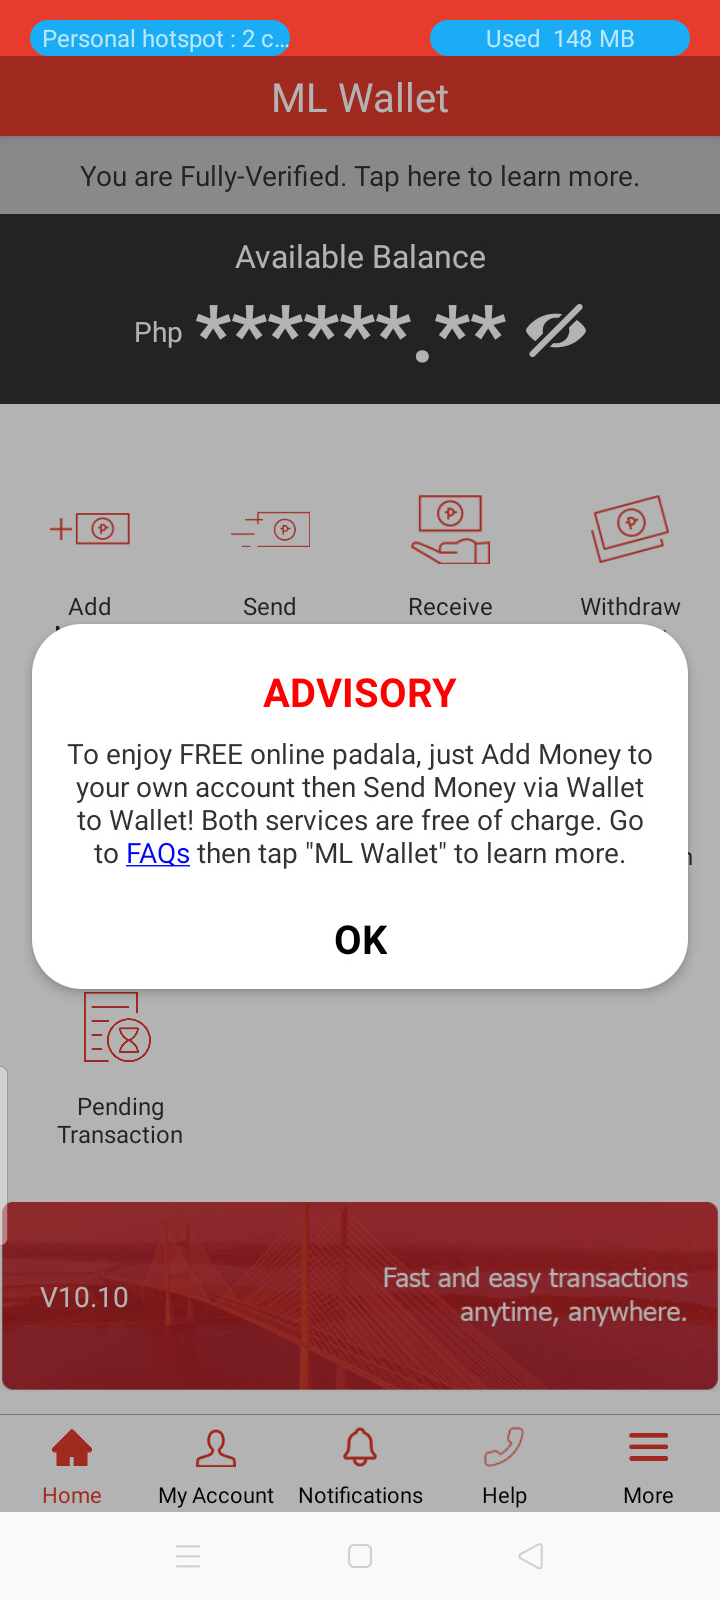 Personal hotspot : 2 c...
Used 148 MB
ML Wallet
You are Fully-Verified. Tap here to learn more.
Available Balance
Php ******.**
Add
Send
Receive
Withdraw
ADVISORY
To enjoy FREE online padala, just Add Money to
your own account then Send Money via Wallet
to Wallet! Both services are free of charge. Go
to FAQs then tap "ML Wallet" to learn more.
OK
Pending
Transaction
V10.10
Fast and easy transactions
anytime, anywhere.
Home
My Account
Notifications
Help
More